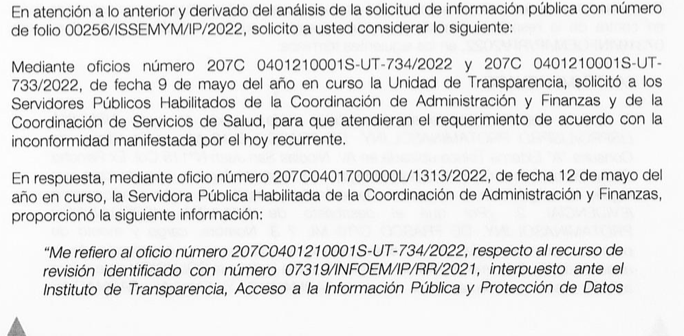 En atención a lo anterior y derivado del análisis de la solicitud de información pública con número
de folio 00256/ISSEMYM/IP/2022, solicito a usted considerar lo siguiente:
Mediante oficios número 207C 0401210001S-UT-734/2022 y 207C 0401210001S-UT-
733/2022, de fecha 9 de mayo del año en curso la Unidad de Transparencia, solicitó a los
Servidores Públicos Habilitados de la Coordinación de Administración y Finanzas y de la
Coordinación de Servicios de Salud, para que atendieran el requerimiento de acuerdo con la
inconformidad manifestada por el hoy recurrente.
En respuesta, mediante oficio número 207C0401700000L/1313/2022, de fecha 12 de mayo del
año en curso, la Servidora Pública Habilitada de la Coordinación de Administración y Finanzas,
proporcionó la siguiente información:
“Me refiero al oficio número 207C0401210001S-UT-734/2022, respecto al recurso de
revisión identificado con número 07319/INFOEM/IP/RR/2021, interpuesto ante el
Instituto de Transparencia, Acceso a la Información Pública y Protección de Datos